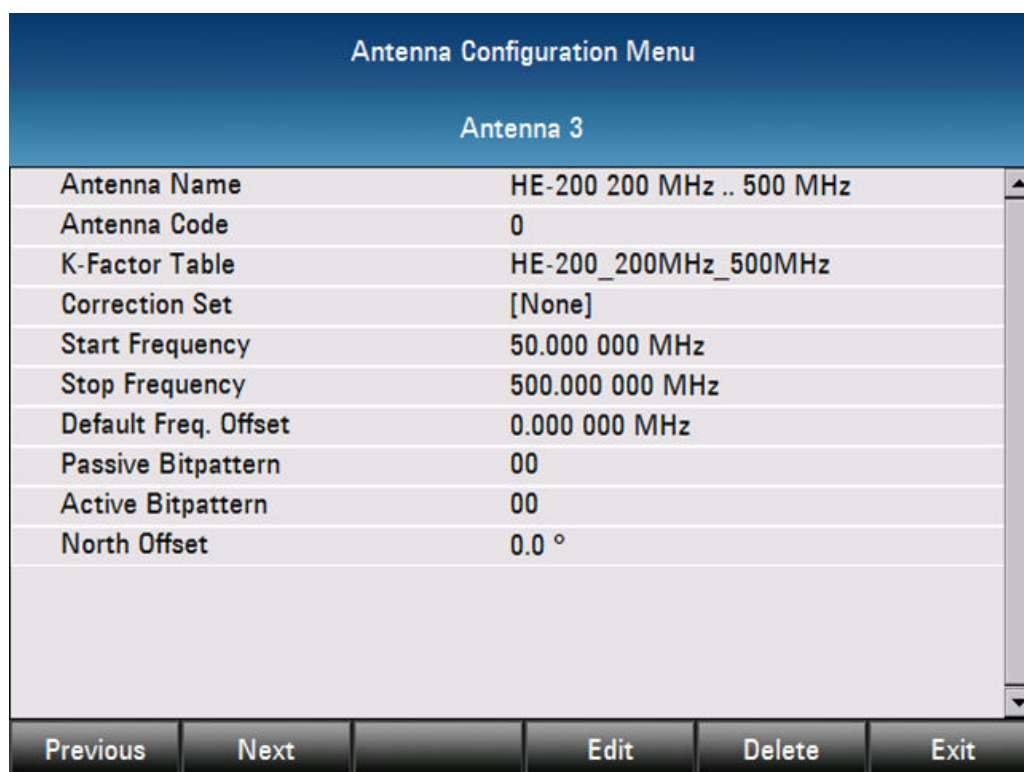 Antenna Configuration Menu
Antenna 3
Antenna Name HE-200 200 MHz .. 500 MHz
Antenna Code 0
K-Factor Table HE-200_200MHz_500MHz
Correction Set [None]
Start Frequency 50.000 000 MHz
Stop Frequency 500.000 000 MHz
Default Freq. Offset 0.000 000 MHz
Passive Bitpattern 00
Active Bitpattern 00
North Offset 0.0 °
Previous Next Edit Delete Exit